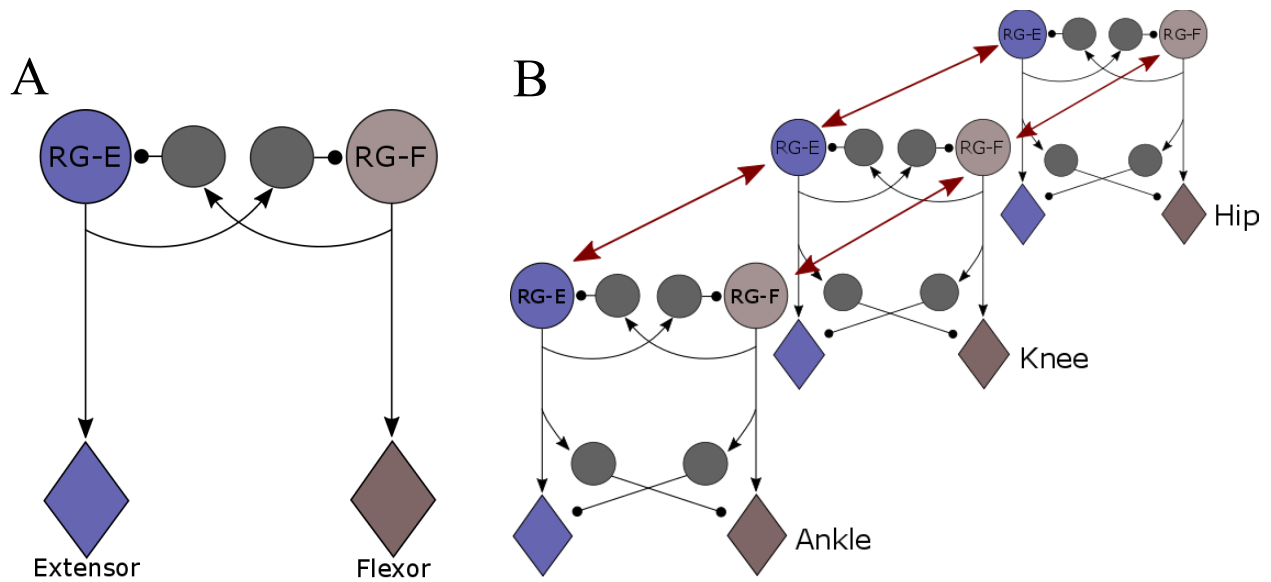 A
RG-E
RG-F
Extensor
Flexor
B
RG-E
RG-F
Hip
RG-E
RG-F
Knee
RG-E
RG-F
Ankle